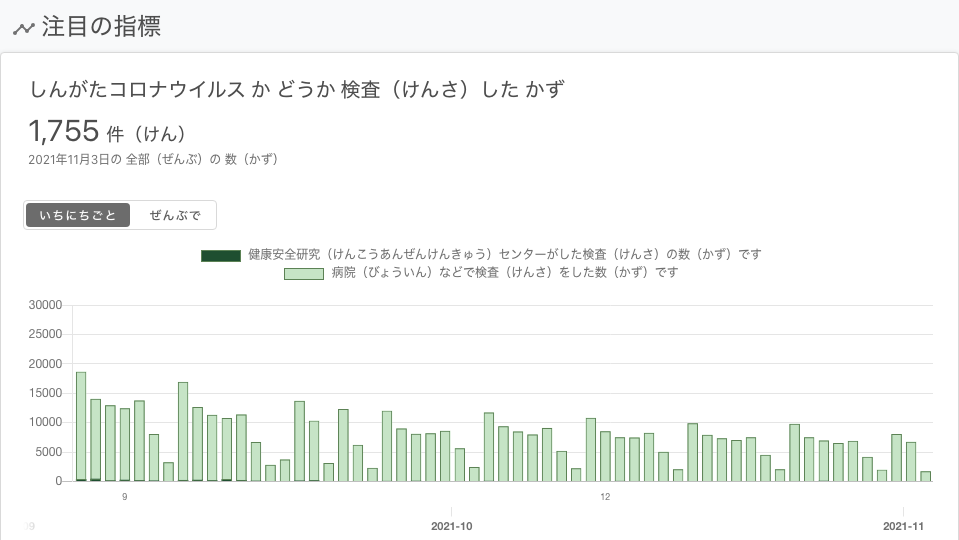 注目の指標
しんがたコロナウイルス か どうか 検査（けんさ）した かず
1,755 件（けん）
2021年11月3日の 全部（ぜんぶ）の 数（かず）
いちにちごと ぜんぶで
健康安全研究（けんこうあんぜんけんきゅう）センターがした検査（けんさ）の数（かず）です
病院（びょういん）などで検査（けんさ）をした数（かず）です
30000
25000
20000
15000
10000
5000
0
9 12
9 2021-10 2021-11